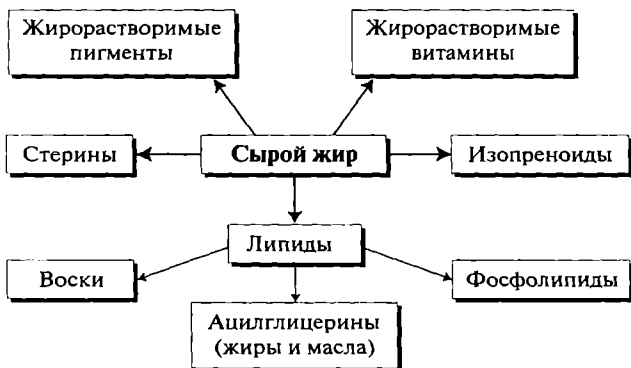 Жирорастворимые
пигменты
Жирорастворимые
витамины
Стерины
Сырой жир
Изопреноиды
Липиды
Воски
Фосфолипиды
Ацилглицерины
(жиры и масла)